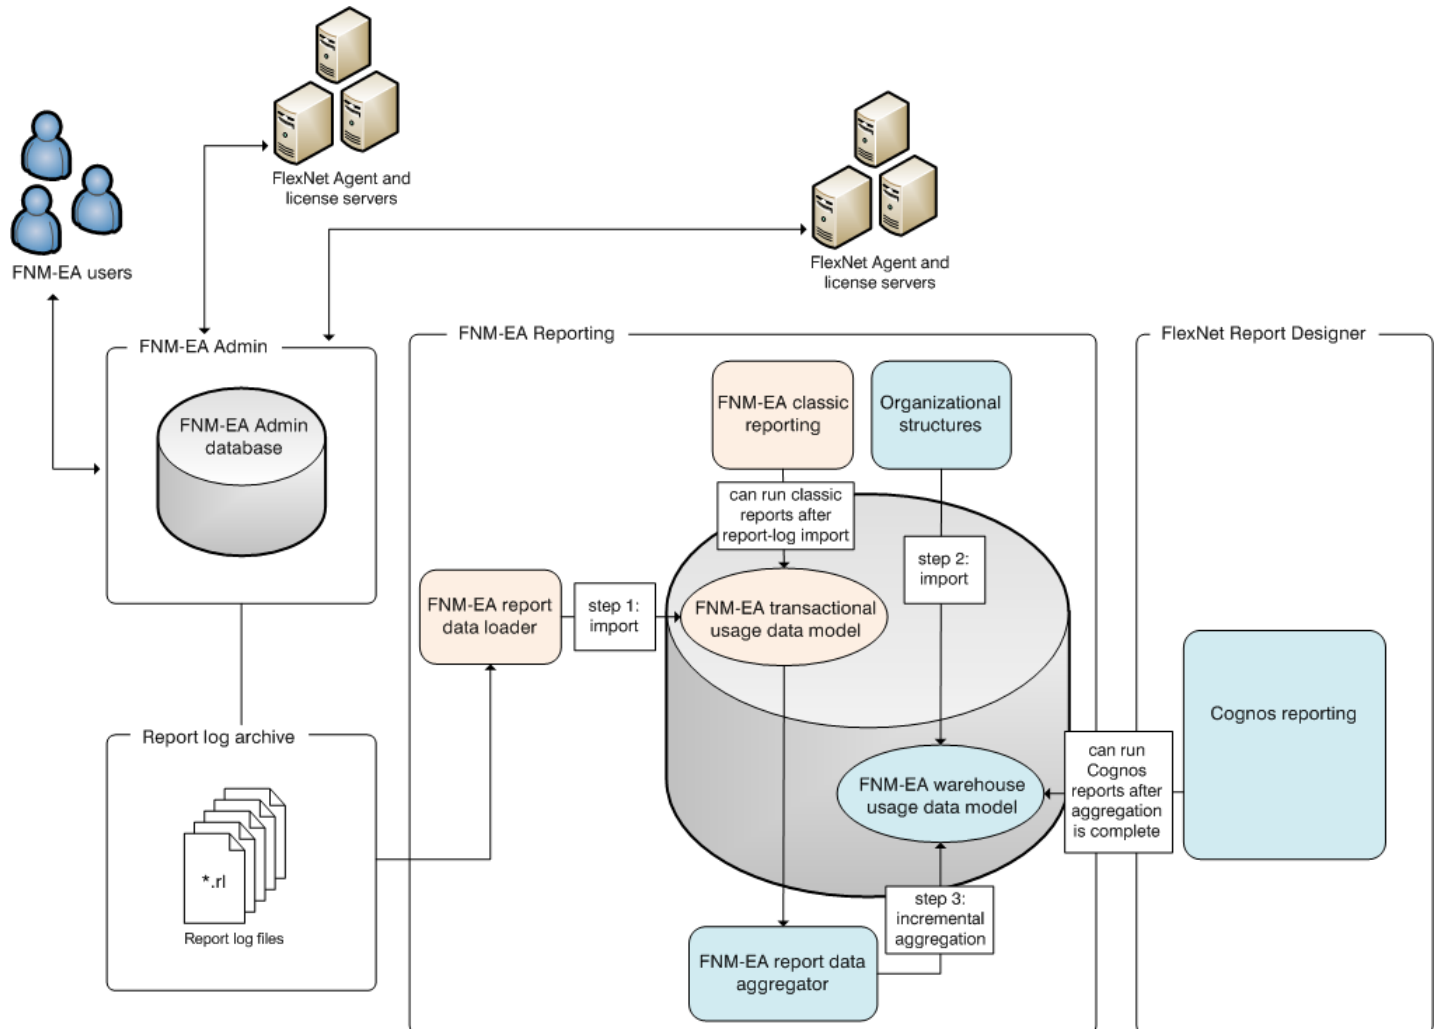 FlexNet Agent and
license servers
FNM-EA users
FlexNet Agent and
license servers
FNM-EA Admin
FNM-EA Admin
database
FNM-EA Reporting
FlexNet Report Designer
FNM-EA classic
reporting
Organizational
structures
can run classic
reports after
report-log import
step 2:
import
FNM-EA report
data loader
step 1:
import
FNM-EA transactional
usage data model
Report log archive
*.rl
Report log files
FNM-EA warehouse
usage data model
can run
Cognos
reports after
aggregation
is complete
Cognos reporting
step 3:
incremental
aggregation
FNM-EA report data
aggregator